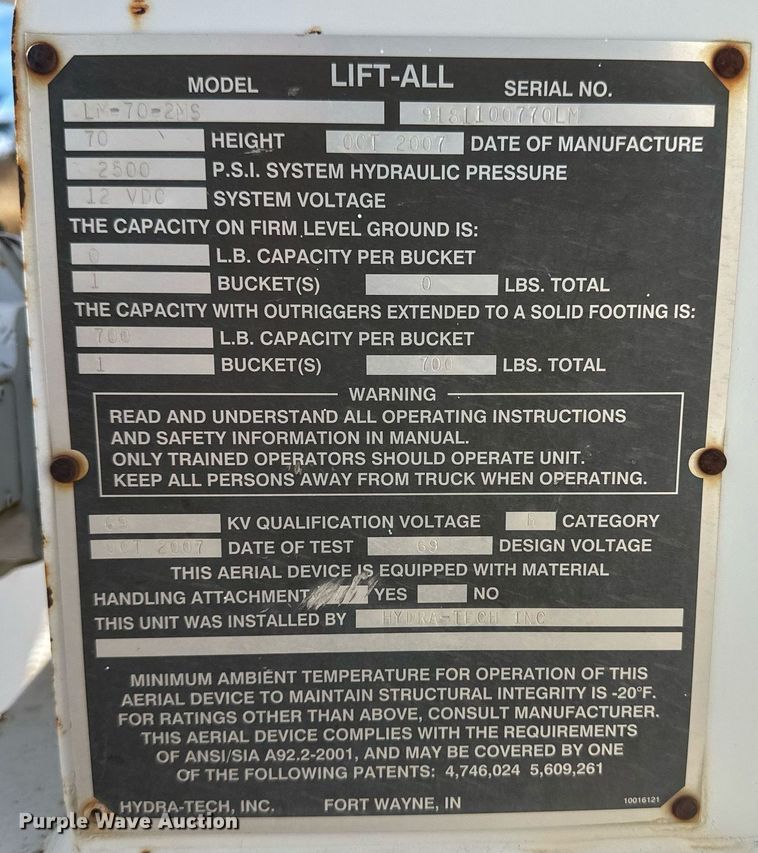 LIFT-ALL
MODEL SERIAL NO.
LM-70-2MS 9181100770LM
70 HEIGHT OCT 2007 DATE OF MANUFACTURE
2500 P.S.I. SYSTEM HYDRAULIC PRESSURE
12 VDC SYSTEM VOLTAGE
THE CAPACITY ON FIRM LEVEL GROUND IS:
0 L.B. CAPACITY PER BUCKET
1 BUCKET(S) 0 LBS. TOTAL
THE CAPACITY WITH OUTRIGGERS EXTENDED TO A SOLID FOOTING IS:
700 L.B. CAPACITY PER BUCKET
1 BUCKET(S) 700 LBS. TOTAL
WARNING
READ AND UNDERSTAND ALL OPERATING INSTRUCTIONS
AND SAFETY INFORMATION IN MANUAL.
ONLY TRAINED OPERATORS SHOULD OPERATE UNIT.
KEEP ALL PERSONS AWAY FROM TRUCK WHEN OPERATING.
69 KV QUALIFICATION VOLTAGE CATEGORY
OCT 2007 DATE OF TEST 69 DESIGN VOLTAGE
THIS AERIAL DEVICE IS EQUIPPED WITH MATERIAL
HANDLING ATTACHMENT YES NO
THIS UNIT WAS INSTALLED BY HYDRA-TECH INC
MINIMUM AMBIENT TEMPERATURE FOR OPERATION OF THIS
AERIAL DEVICE TO MAINTAIN STRUCTURAL INTEGRITY IS -20°F.
FOR RATINGS OTHER THAN ABOVE, CONSULT MANUFACTURER.
THIS AERIAL DEVICE COMPLIES WITH THE REQUIREMENTS
OF ANSI/SIA A92.2-2001, AND MAY BE COVERED BY ONE
OF THE FOLLOWING PATENTS: 4,746,024 5,609,261
HYDRA-TECH, INC. FORT WAYNE, IN 10016121
Purple Wave Auction